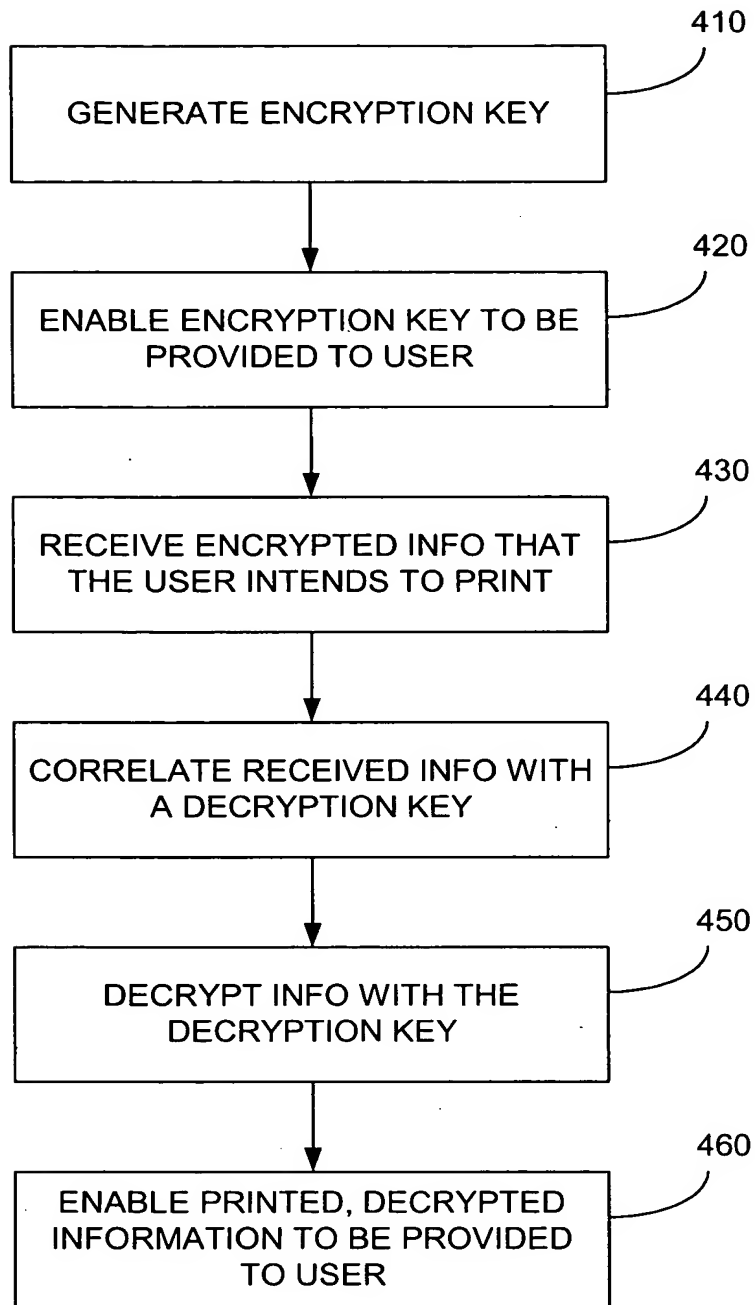 410
GENERATE ENCRYPTION KEY
420
ENABLE ENCRYPTION KEY TO BE
PROVIDED TO USER
430
RECEIVE ENCRYPTED INFO THAT
THE USER INTENDS TO PRINT
440
CORRELATE RECEIVED INFO WITH
A DECRYPTION KEY
450
DECRYPT INFO WITH THE
DECRYPTION KEY
460
ENABLE PRINTED, DECRYPTED
INFORMATION TO BE PROVIDED
TO USER